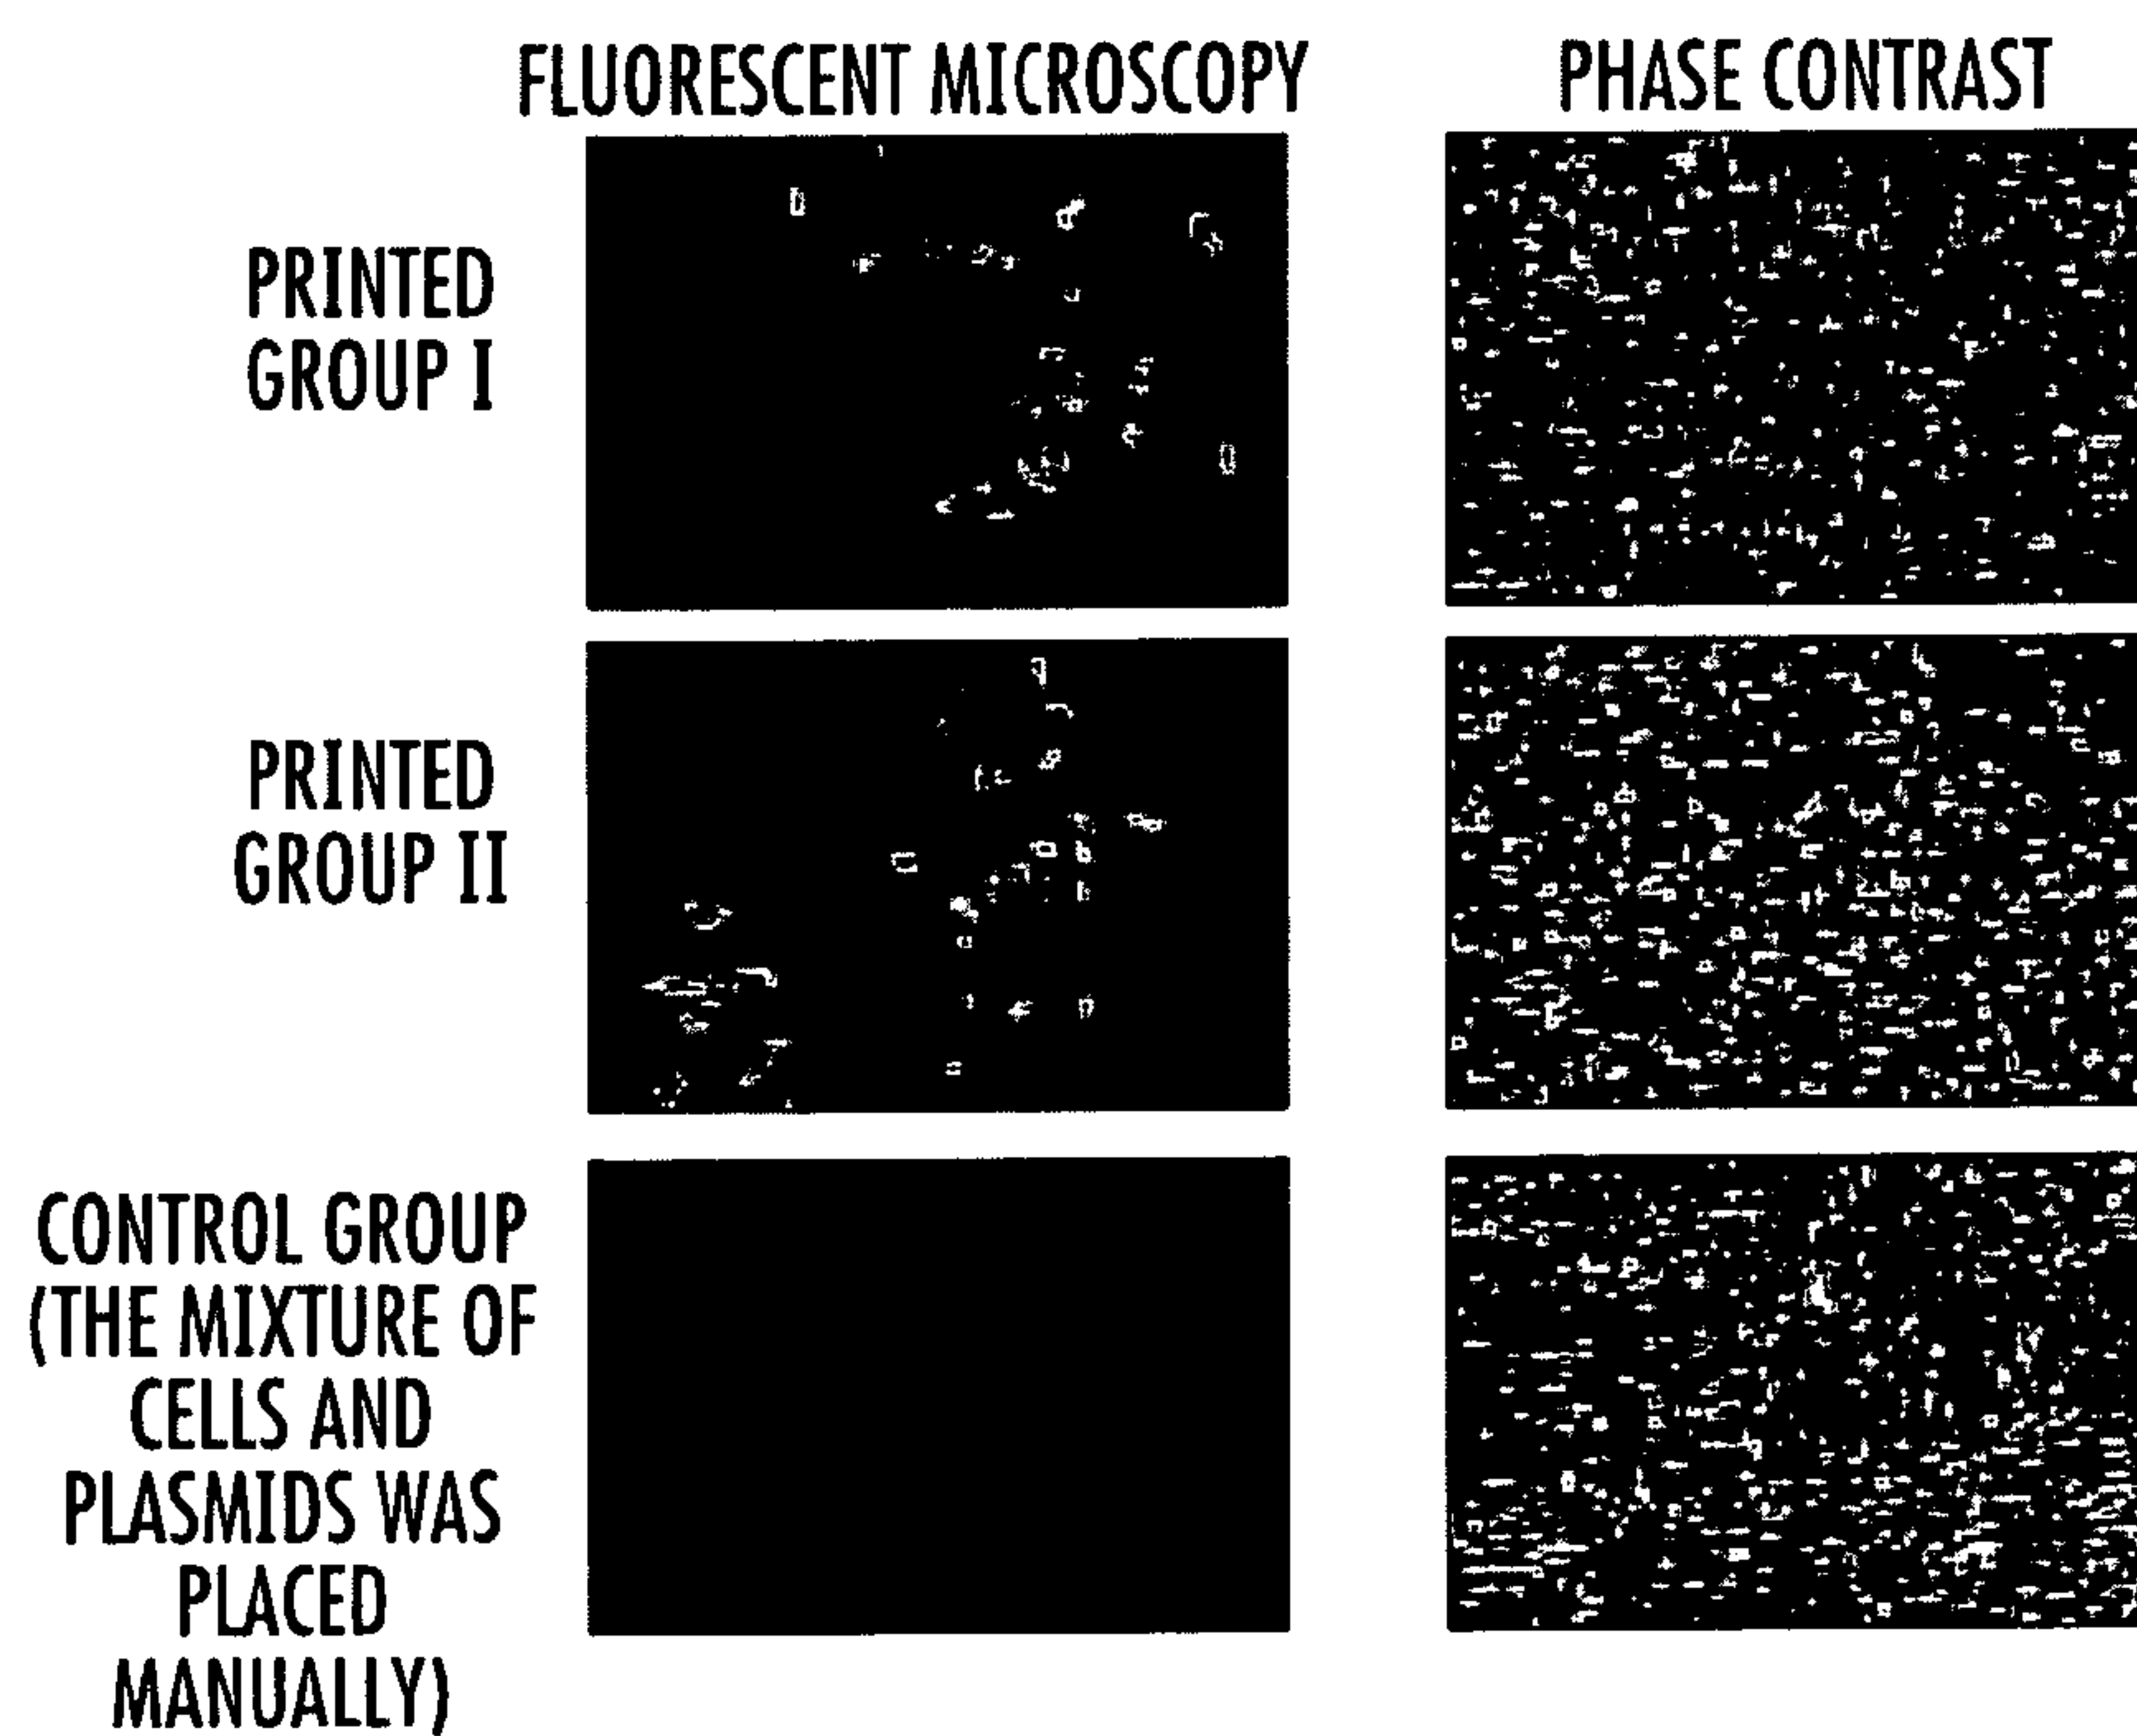 FLUORESCENT MICROSCOPY
PHASE CONTRAST
PRINTED
GROUP I
PRINTED
GROUP II
CONTROL GROUP
(THE MIXTURE OF
CELLS AND
PLASMIDS WAS
PLACED
MANUALLY)